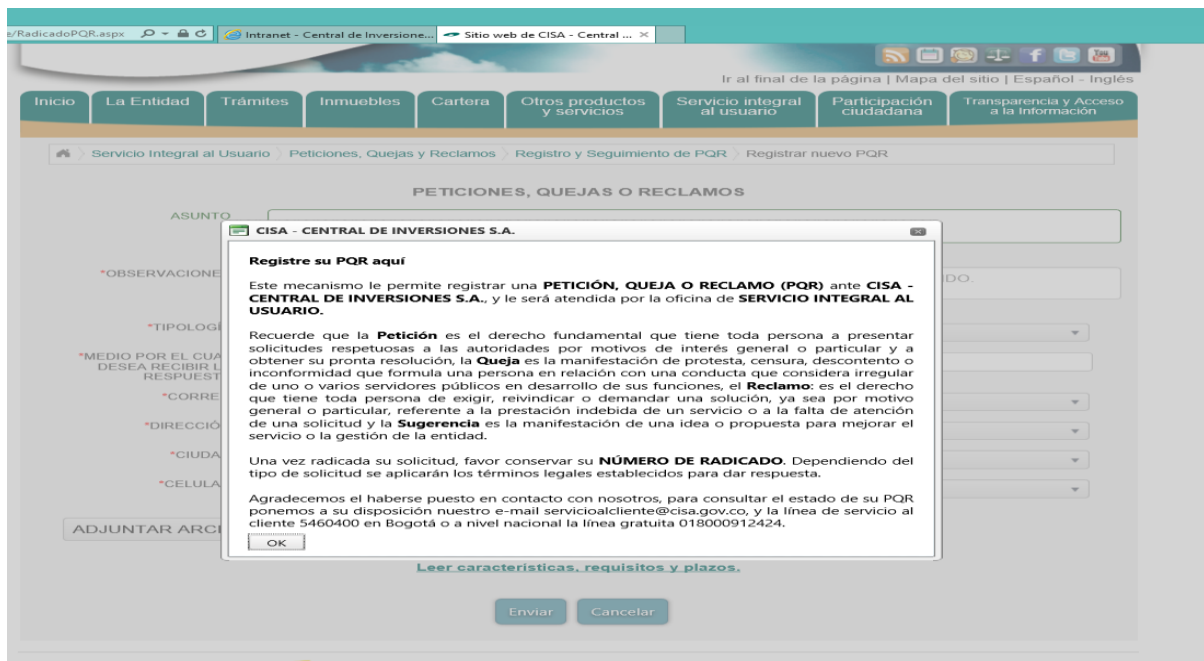 e/RadicadoPQR.aspx
Intranet - Central de Inversione...
Sitio web de CISA - Central ...
Ir al final de la página | Mapa del sitio | Español - Inglés
Inicio
La Entidad
Trámites
Inmuebles
Cartera
Otros productos
y servicios
Servicio integral
al usuario
Participación
ciudadana
Transparencia y Acceso
a la Información
Servicio Integral al Usuario
Peticiones, Quejas y Reclamos
Registro y Seguimiento de PQR
Registrar nuevo PQR
PETICIONES, QUEJAS O RECLAMOS
ASUNTO
*OBSERVACIONE
DO.
*TIPOLOGÍ
*MEDIO POR EL CUA
DESEA RECIBIR L
RESPUEST
*CORRE
*DIRECCIÓ
*CIUDA
*CELULA
ADJUNTAR ARCI
CISA - CENTRAL DE INVERSIONES S.A.
Registre su PQR aquí
Este mecanismo le permite registrar una PETICIÓN, QUEJA O RECLAMO (PQR) ante CISA -
CENTRAL DE INVERSIONES S.A., y le será atendida por la oficina de SERVICIO INTEGRAL AL
USUARIO.
Recuerde que la Petición es el derecho fundamental que tiene toda persona a presentar
solicitudes respetuosas a las autoridades por motivos de interés general o particular y a
obtener su pronta resolución, la Queja es la manifestación de protesta, censura, descontento o
inconformidad que formula una persona en relación con una conducta que considera irregular
de uno o varios servidores públicos en desarrollo de sus funciones, el Reclamo: es el derecho
que tiene toda persona de exigir, reivindicar o demandar una solución, ya sea por motivo
general o particular, referente a la prestación indebida de un servicio o a la falta de atención
de una solicitud y la Sugerencia es la manifestación de una idea o propuesta para mejorar el
servicio o la gestión de la entidad.
Una vez radicada su solicitud, favor conservar su NÚMERO DE RADICADO. Dependiendo del
tipo de solicitud se aplicarán los términos legales establecidos para dar respuesta.
Agradecemos el haberse puesto en contacto con nosotros, para consultar el estado de su PQR
ponemos a su disposición nuestro e-mail servicioalcliente@cisa.gov.co, y la línea de servicio al
cliente 5460400 en Bogotá o a nivel nacional la línea gratuita 018000912424.
OK
Leer características, requisitos y plazos.
Enviar
Cancelar